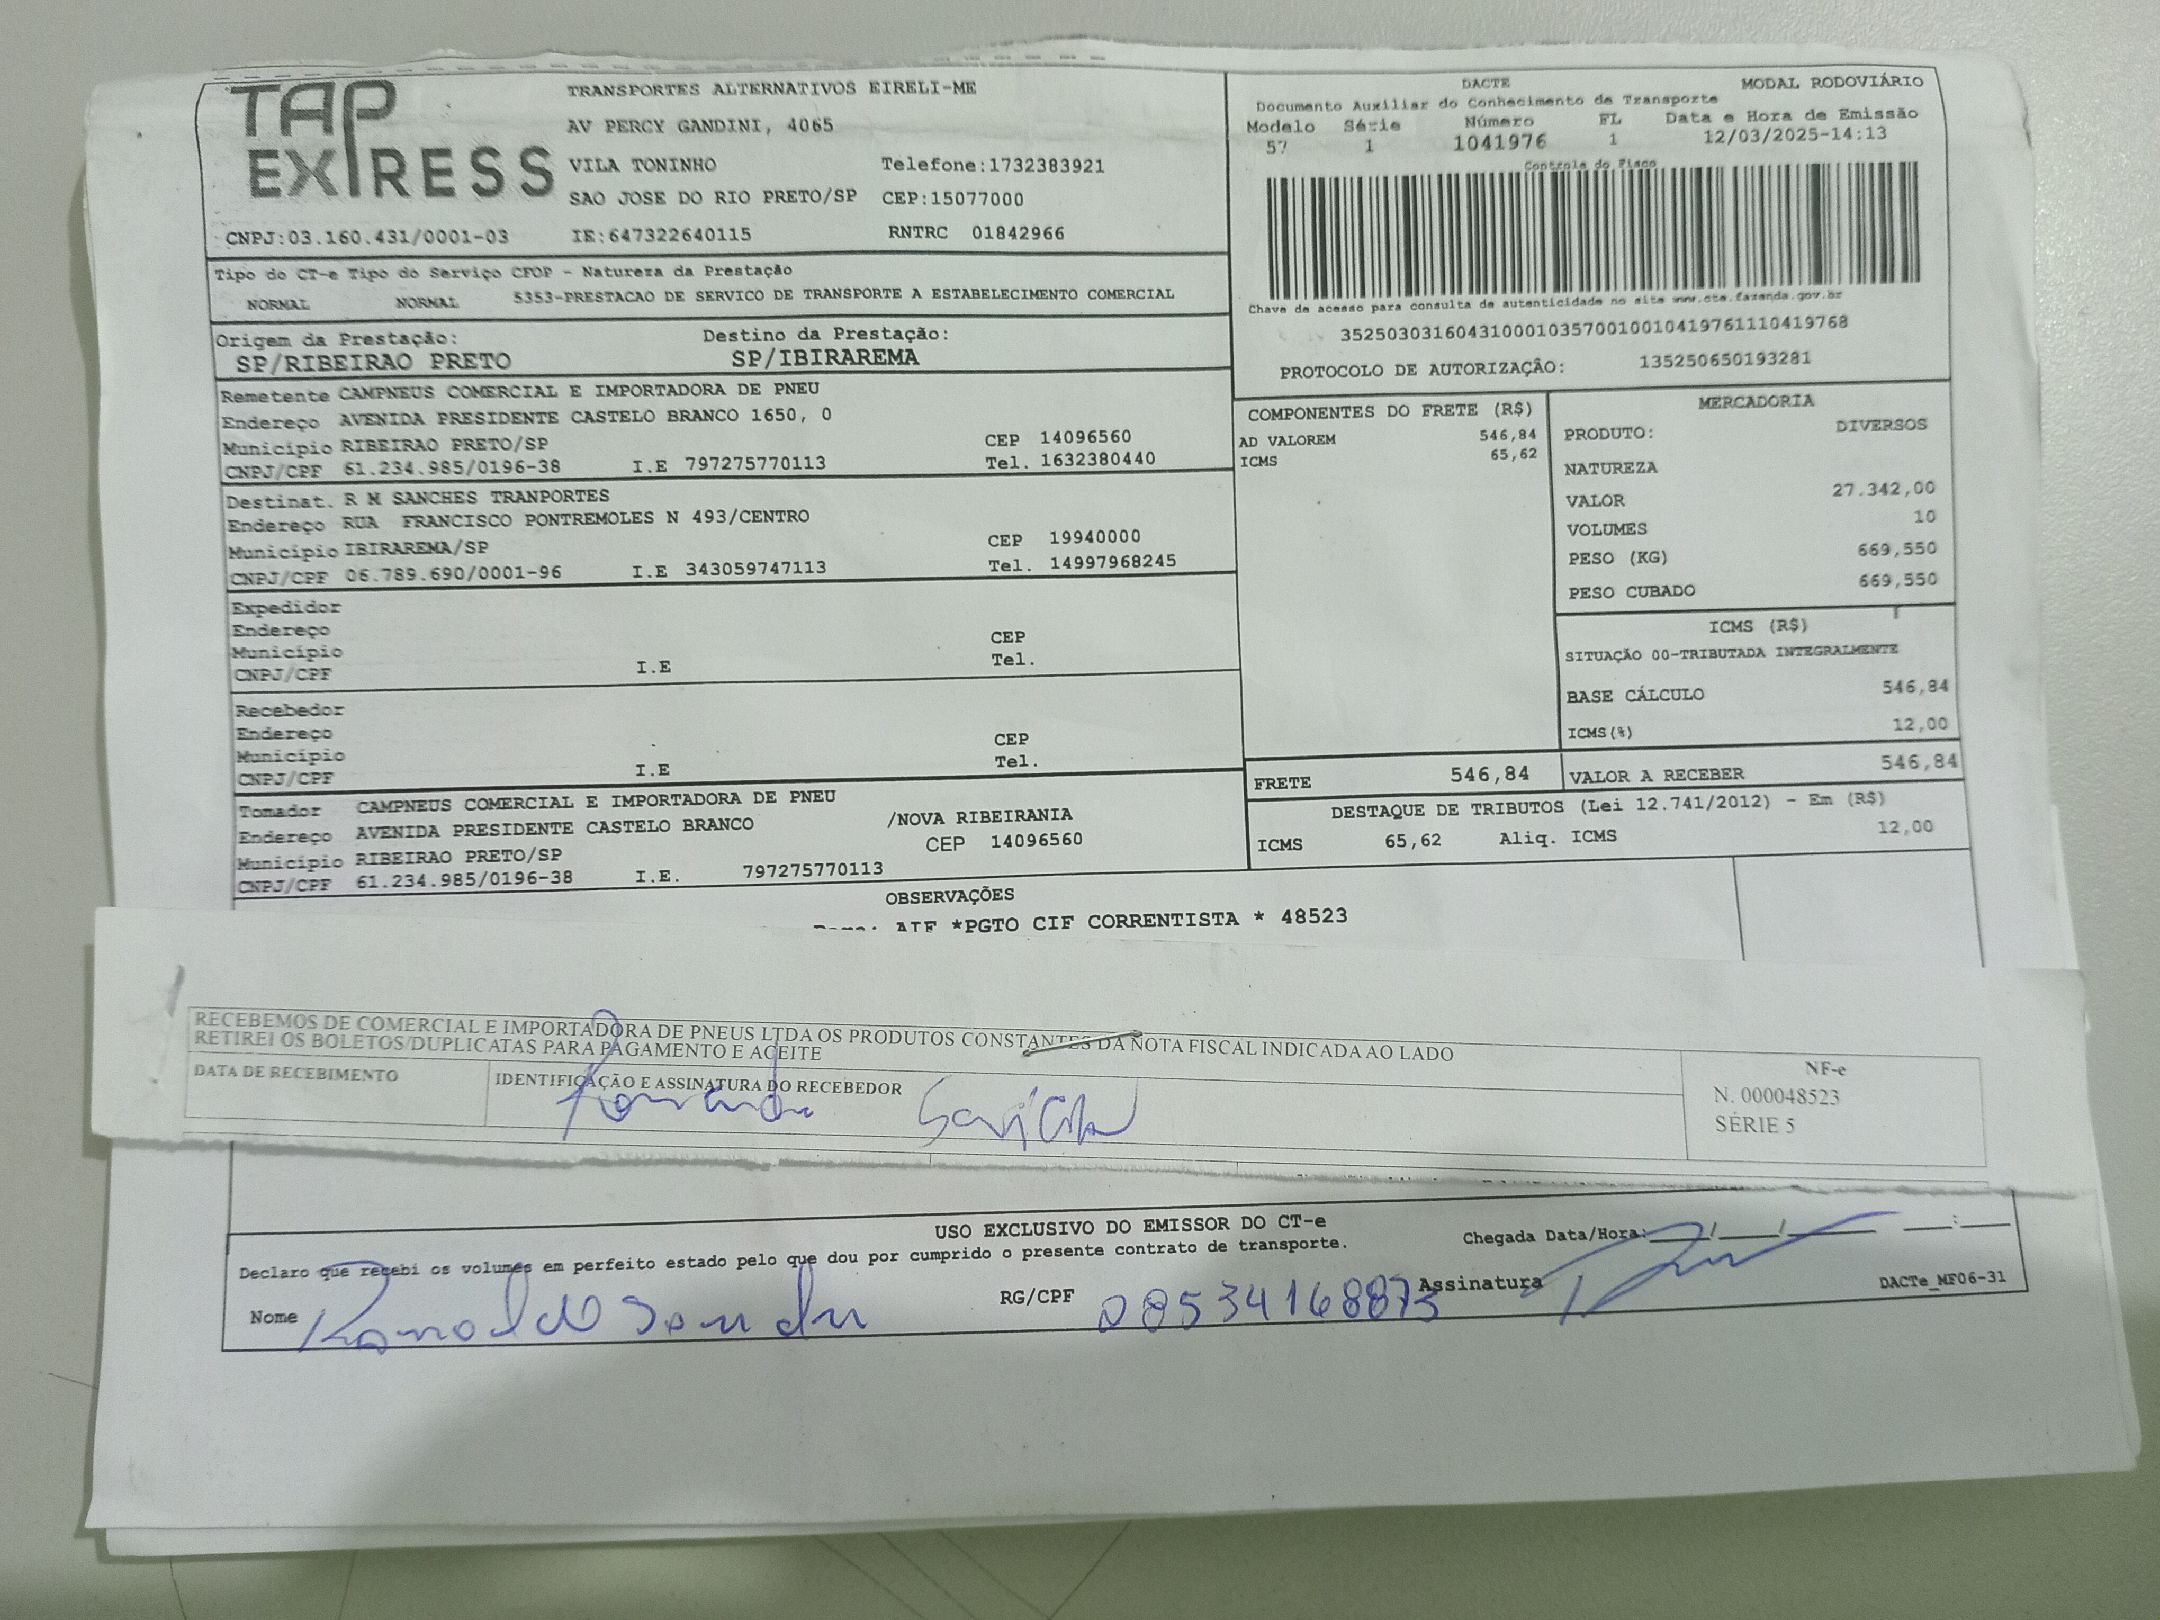 TAP EXPRESS
TRANSPORTES ALTERNATIVOS EIRELI-ME
AV PERCY GANDINI, 4065
VILA TONINHO Telefone:1732383921
SAO JOSE DO RIO PRETO/SP CEP:15077000
CNPJ:03.160.431/0001-03 IE:647322640115 RNTRC 01842966
DACTE MODAL RODOVIÁRIO
Documento Auxiliar do Conhecimento de Transporte
Modelo Série Número FL Data e Hora de Emissão
57 1 1041976 1 12/03/2025-14:13
Controle do Fisco
Chave de acesso para consulta de autenticidade no site www.cte.fazenda.gov.br
35250303160431000103570010010419761110419768
PROTOCOLO DE AUTORIZAÇÃO: 135250650193281
Tipo do CT-e Tipo do Serviço CFOP - Natureza da Prestação
NORMAL NORMAL 5353-PRESTACAO DE SERVICO DE TRANSPORTE A ESTABELECIMENTO COMERCIAL
Origem da Prestação: Destino da Prestação:
SP/RIBEIRAO PRETO SP/IBIRAREMA
Remetente CAMPNEUS COMERCIAL E IMPORTADORA DE PNEU
Endereço AVENIDA PRESIDENTE CASTELO BRANCO 1650, 0
Município RIBEIRAO PRETO/SP CEP 14096560
CNPJ/CPF 61.234.985/0196-38 I.E 797275770113 Tel. 1632380440
Destinat. R M SANCHES TRANPORTES
Endereço RUA FRANCISCO PONTREMOLES N 493/CENTRO
Município IBIRAREMA/SP CEP 19940000
CNPJ/CPF 06.789.690/0001-96 I.E 343059747113 Tel. 14997968245
Expedidor
Endereço
Município CEP
CNPJ/CPF I.E Tel.
Recebedor
Endereço
Município CEP
CNPJ/CPF I.E Tel.
Tomador CAMPNEUS COMERCIAL E IMPORTADORA DE PNEU
Endereço AVENIDA PRESIDENTE CASTELO BRANCO /NOVA RIBEIRANIA
Município RIBEIRAO PRETO/SP CEP 14096560
CNPJ/CPF 61.234.985/0196-38 I.E. 797275770113
COMPONENTES DO FRETE (R$)
AD VALOREM 546,84
ICMS 65,62
MERCADORIA
PRODUTO: DIVERSOS
NATUREZA
VALOR 27.342,00
VOLUMES 10
PESO (KG) 669,550
PESO CUBADO 669,550
ICMS (R$)
SITUAÇÃO 00-TRIBUTADA INTEGRALMENTE
BASE CÁLCULO 546,84
ICMS(%) 12,00
FRETE 546,84 VALOR A RECEBER 546,84
DESTAQUE DE TRIBUTOS (Lei 12.741/2012) - Em (R$)
ICMS 65,62 Aliq. ICMS 12,00
OBSERVAÇÕES
*PGTO CIF CORRENTISTA * 48523
RECEBEMOS DE COMERCIAL E IMPORTADORA DE PNEUS LTDA OS PRODUTOS CONSTANTES DA NOTA FISCAL INDICADA AO LADO
RETIREI OS BOLETOS/DUPLICATAS PARA PAGAMENTO E ACEITE
DATA DE RECEBIMENTO IDENTIFICAÇÃO E ASSINATURA DO RECEBEDOR
NF-e
N. 000048523
SÉRIE 5
USO EXCLUSIVO DO EMISSOR DO CT-e
Declaro que recebi os volumes em perfeito estado pelo que dou por cumprido o presente contrato de transporte.
Chegada Data/Hora: __/__/__ __:__
Nome Ronaldo RG/CPF 08534168873 Assinatura
DACTe_MF06-31